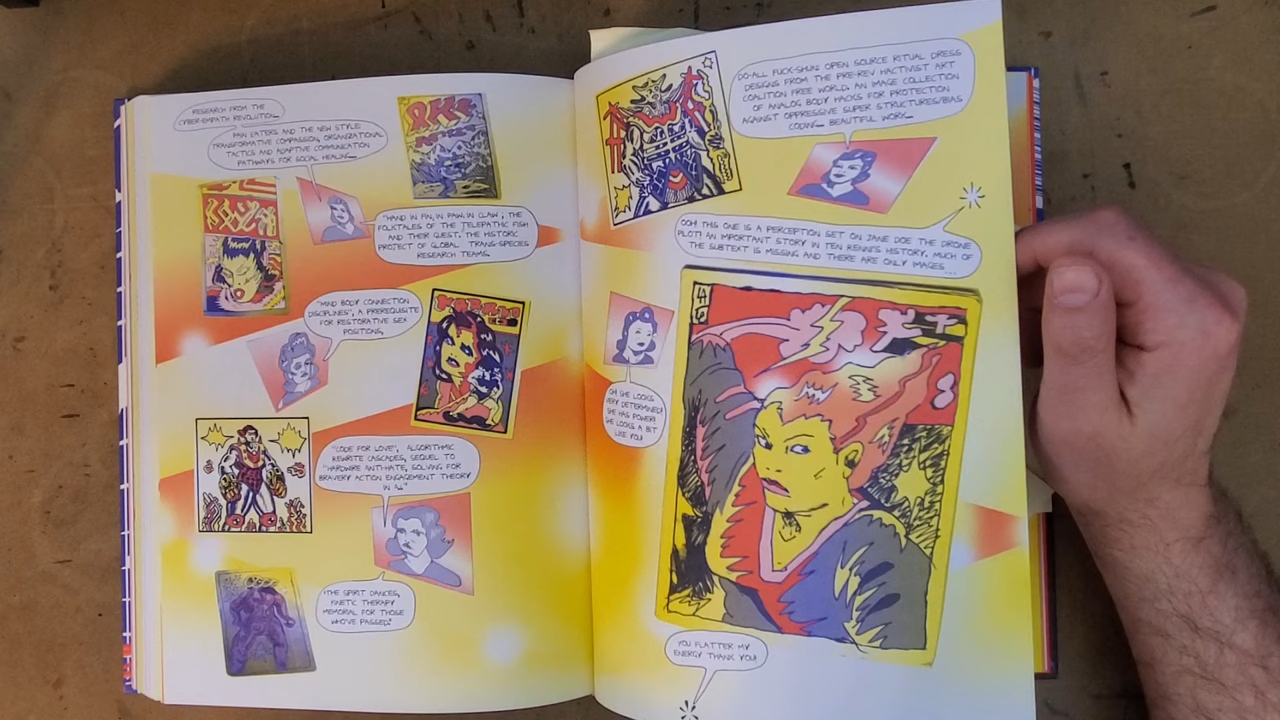 RESEARCH FROM THE
CYBER-EMPATH REVOLUTION...
PAIN EATERS AND THE NEW STYLE
TRANSFORMATIVE COMPASSION, ORGANIZATIONAL
TACTICS AND ADAPTIVE COMMUNICATION
PATHWAYS FOR SOCIAL HEALING...
"HAND IN FIN, IN PAW, IN CLAW; THE
FOLKTALES OF THE TELEPATHIC FISH
AND THEIR QUEST. THE HISTORIC
PROJECT OF GLOBAL TRANS-SPECIES
RESEARCH TEAMS.
"MIND BODY CONNECTION
DISCIPLINES", A PREREQUISITE
FOR RESTORATIVE SEX
POSITIONS.
"CODE FOR LOVE", ALGORITHMIC
REWRITE CASCADES, SEQUEL TO
"HARDWIRE ANTI-HATE, SOLVING FOR
BRAVERY ACTION ENGAGEMENT THEORY
IN A.I."
"THE SPIRIT DANCES,
KINETIC THERAPY
MEMORIAL FOR THOSE
WHO'VE PASSED."
DO-ALL FUCK-SHUN OPEN SOURCE RITUAL DRESS
DESIGNS FROM THE PRE-REV HACTIVIST ART
COALITION FREE WORLD. AN IMAGE COLLECTION
OF ANALOG BODY HACKS FOR PROTECTION
AGAINST OPPRESSIVE SUPER STRUCTURES/BIAS
CODING... BEAUTIFUL WORK...
OOH! THIS ONE IS A PERCEPTION SET ON JANE DOE THE DRONE
PLOT! AN IMPORTANT STORY IN TEN RENNIS HISTORY. MUCH OF
THE SUBTEXT IS MISSING AND THERE ARE ONLY IMAGES
...
OH SHE LOOKS
VERY DETERMINED!
SHE HAS POWER!
SHE LOOKS A BIT
LIKE YOU!
YOU FLATTER MY
ENERGY THANK YOU!